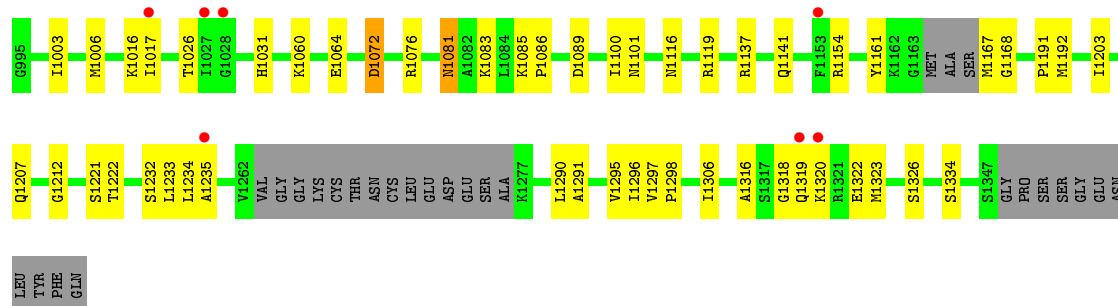 G995 I1003 M1006 K1016 I1017 T1026 I1027 G1028 H1031 K1060 E1064 D1072 R1076 N1081 A1082 K1083 L1084 K1085 P1086 D1089 I1100 N1101 N1116 R1119 R1137 Q1141 F1153 R1154 Y1161 K1162 G1163 MET ALA SER M1167 G1168 P1191 M1192 I1203
Q1207 G1212 S1221 T1222 S1232 L1233 L1234 A1235 V1262 VAL GLY GLY LYS CYS THR ASN CYS LEU GLU ASP GLU SER ALA K1277 L1290 A1291 V1295 I1296 V1297 P1298 I1306 A1316 S1317 G1318 Q1319 K1320 R1321 E1322 M1323 S1326 S1334 S1347 GLY PRO SER SER GLY GLU ASN
LEU TYR PHE GLN